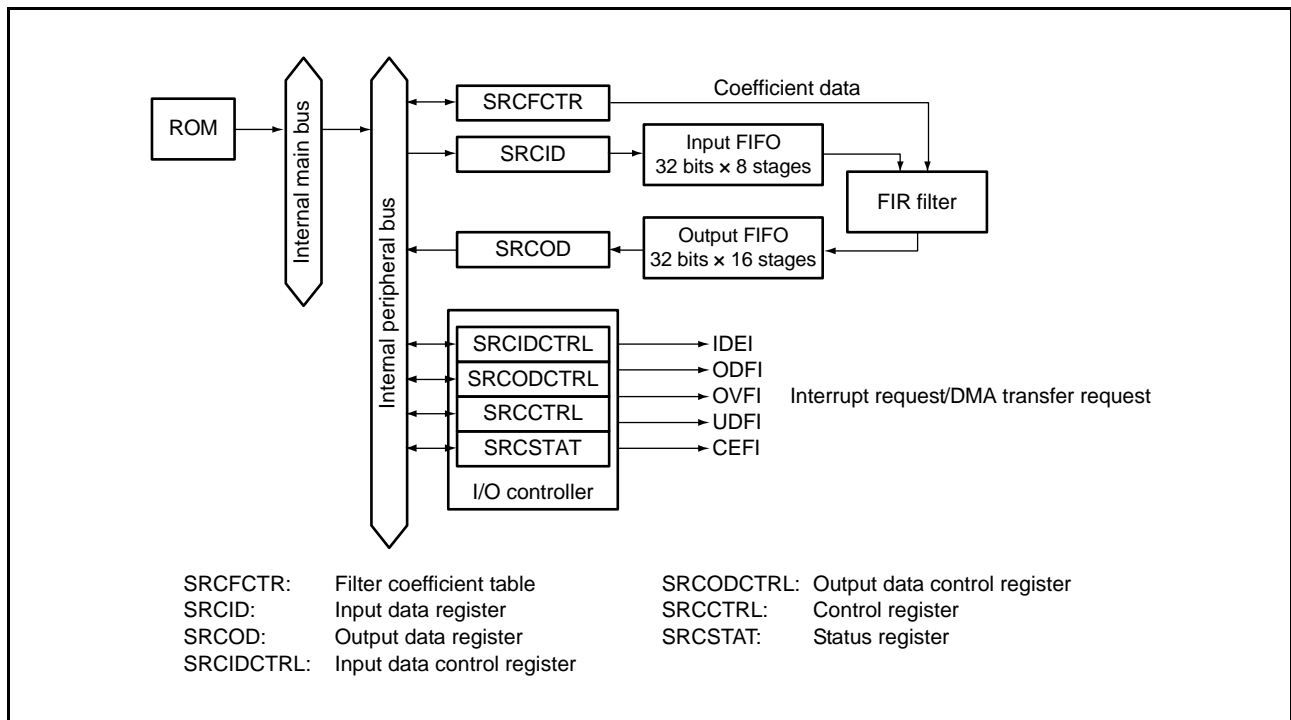 ROM
Internal main bus
Internal peripheral bus
SRCFCTR
Coefficient data
SRCID
Input FIFO
32 bits × 8 stages
FIR filter
SRCOD
Output FIFO
32 bits × 16 stages
SRCIDCTRL
SRCODCTRL
SRCCTRL
SRCSTAT
I/O controller
IDEI
ODFI
OVFI
UDFI
CEFI
Interrupt request/DMA transfer request
SRCFCTR: Filter coefficient table
SRCID: Input data register
SRCOD: Output data register
SRCIDCTRL: Input data control register
SRCODCTRL: Output data control register
SRCCTRL: Control register
SRCSTAT: Status register